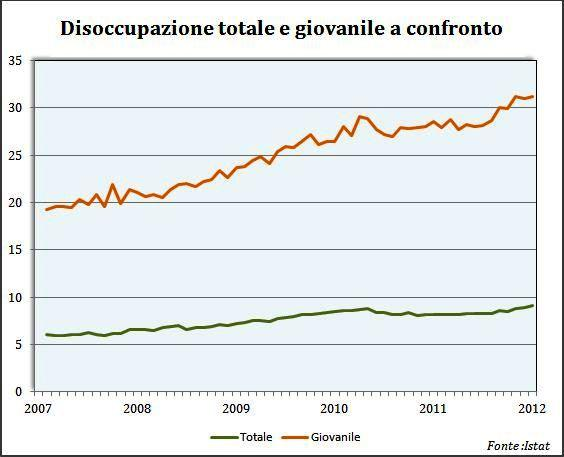 Disoccupazione totale e giovanile a confronto
35
30
25
20
15
10
5
0
2007 2008 2009 2010 2011 2012
Totale Giovanile
Fonte :Istat